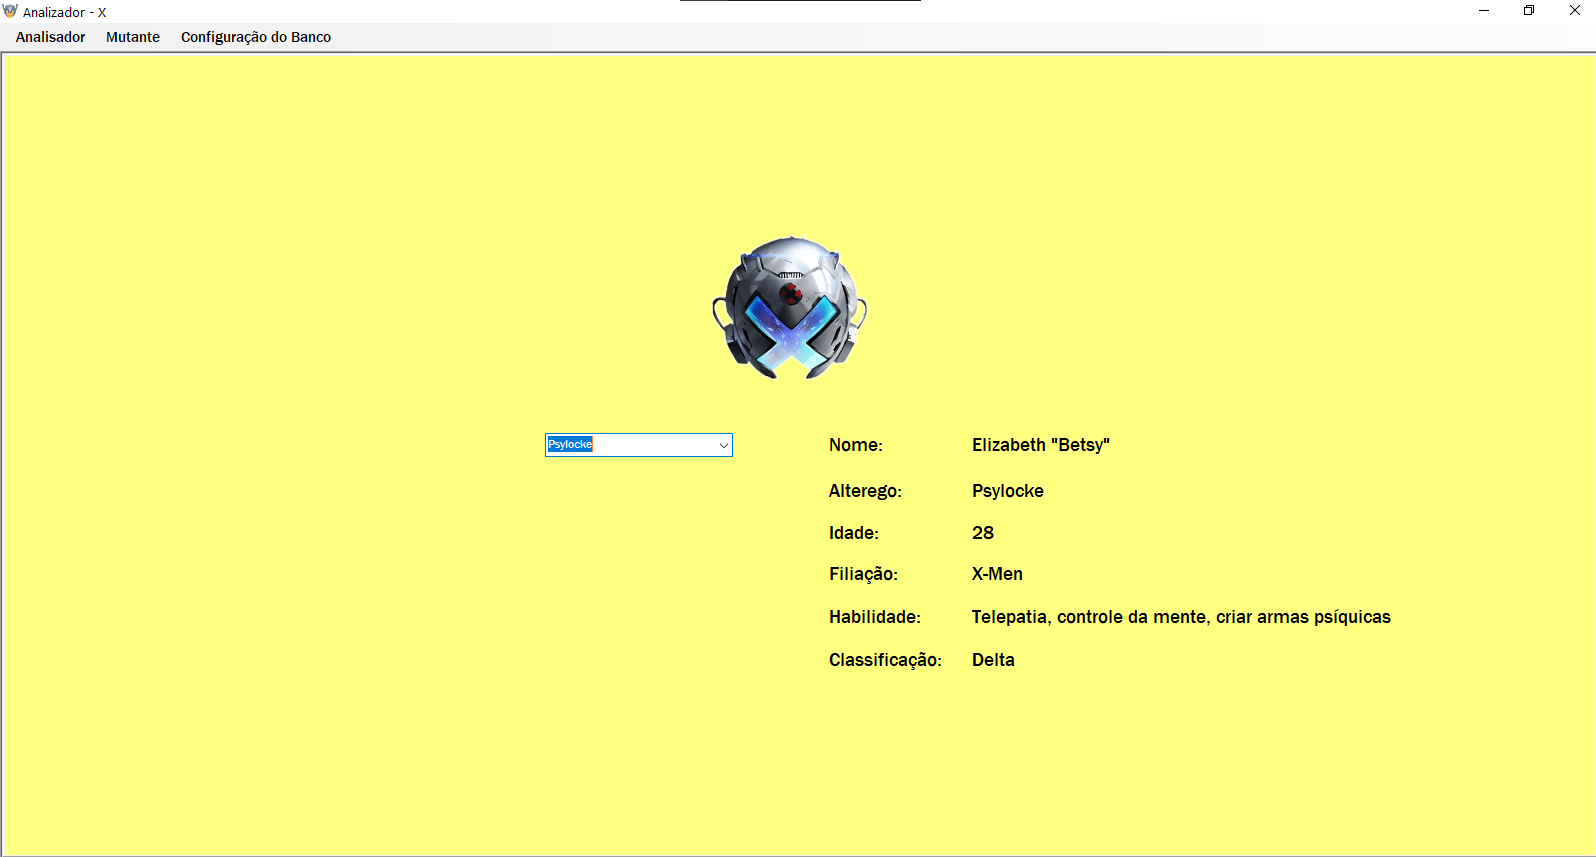 Analizador - X
Analisador Mutante Configuração do Banco
Psylocke
Nome: Elizabeth "Betsy"
Alterego: Psylocke
Idade: 28
Filiação: X-Men
Habilidade: Telepatia, controle da mente, criar armas psíquicas
Classificação: Delta